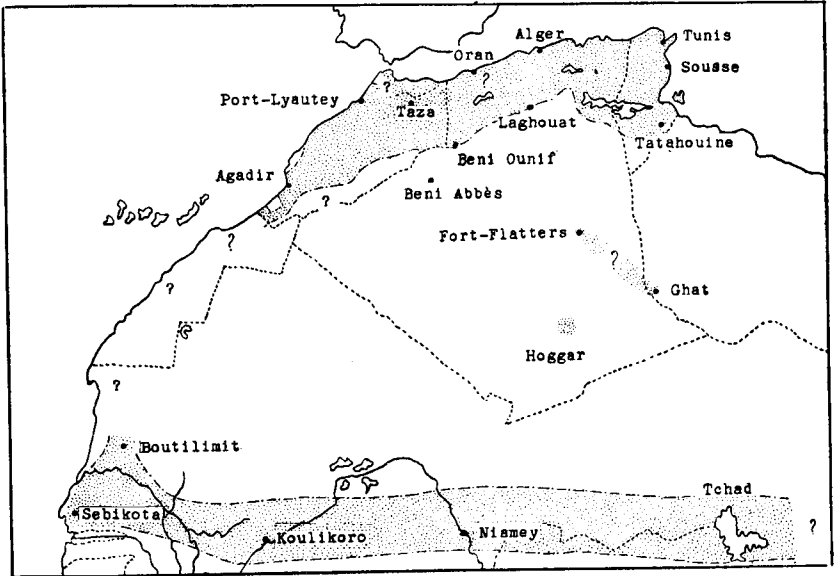 Alger
Tunis
Oran
?
Sousse
?
Port-Lyautey
Taza
Laghouat
Tatahouine
Beni Ounif
Agadir
Beni Abbès
?
?
Fort-Flatters
?
?
Ghat
Hoggar
?
Boutilimit
Tchad
Sebikota
Koulikoro
Niamey
?